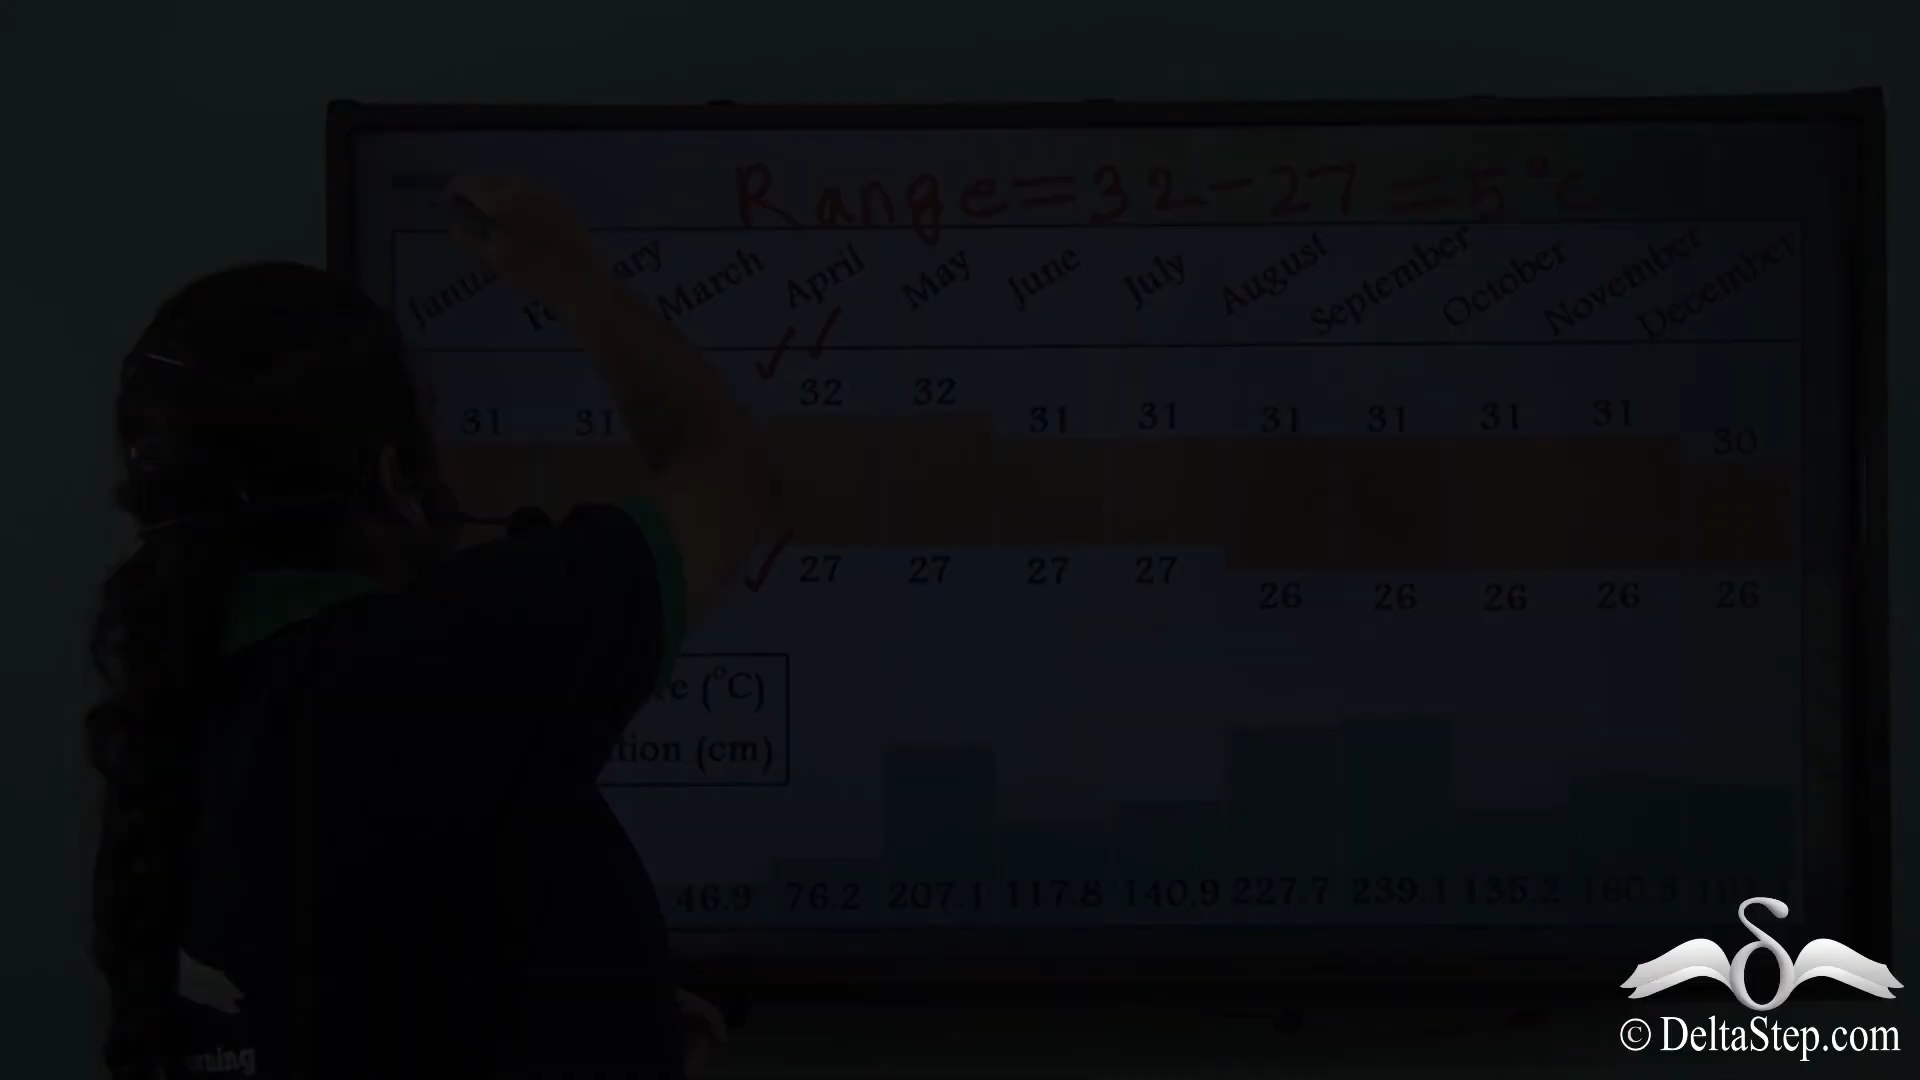 Range = 32 - 27 = 5°C
March April May June July August September October November December
32 32
31 31 31 31 31 31 31 31
30
27 27 27 27
26 26 26 26 26
(°C)
(cm)
46.9 76.2 207.1 117.8 140.9 227.7 239.1 135.2
© DeltaStep.com